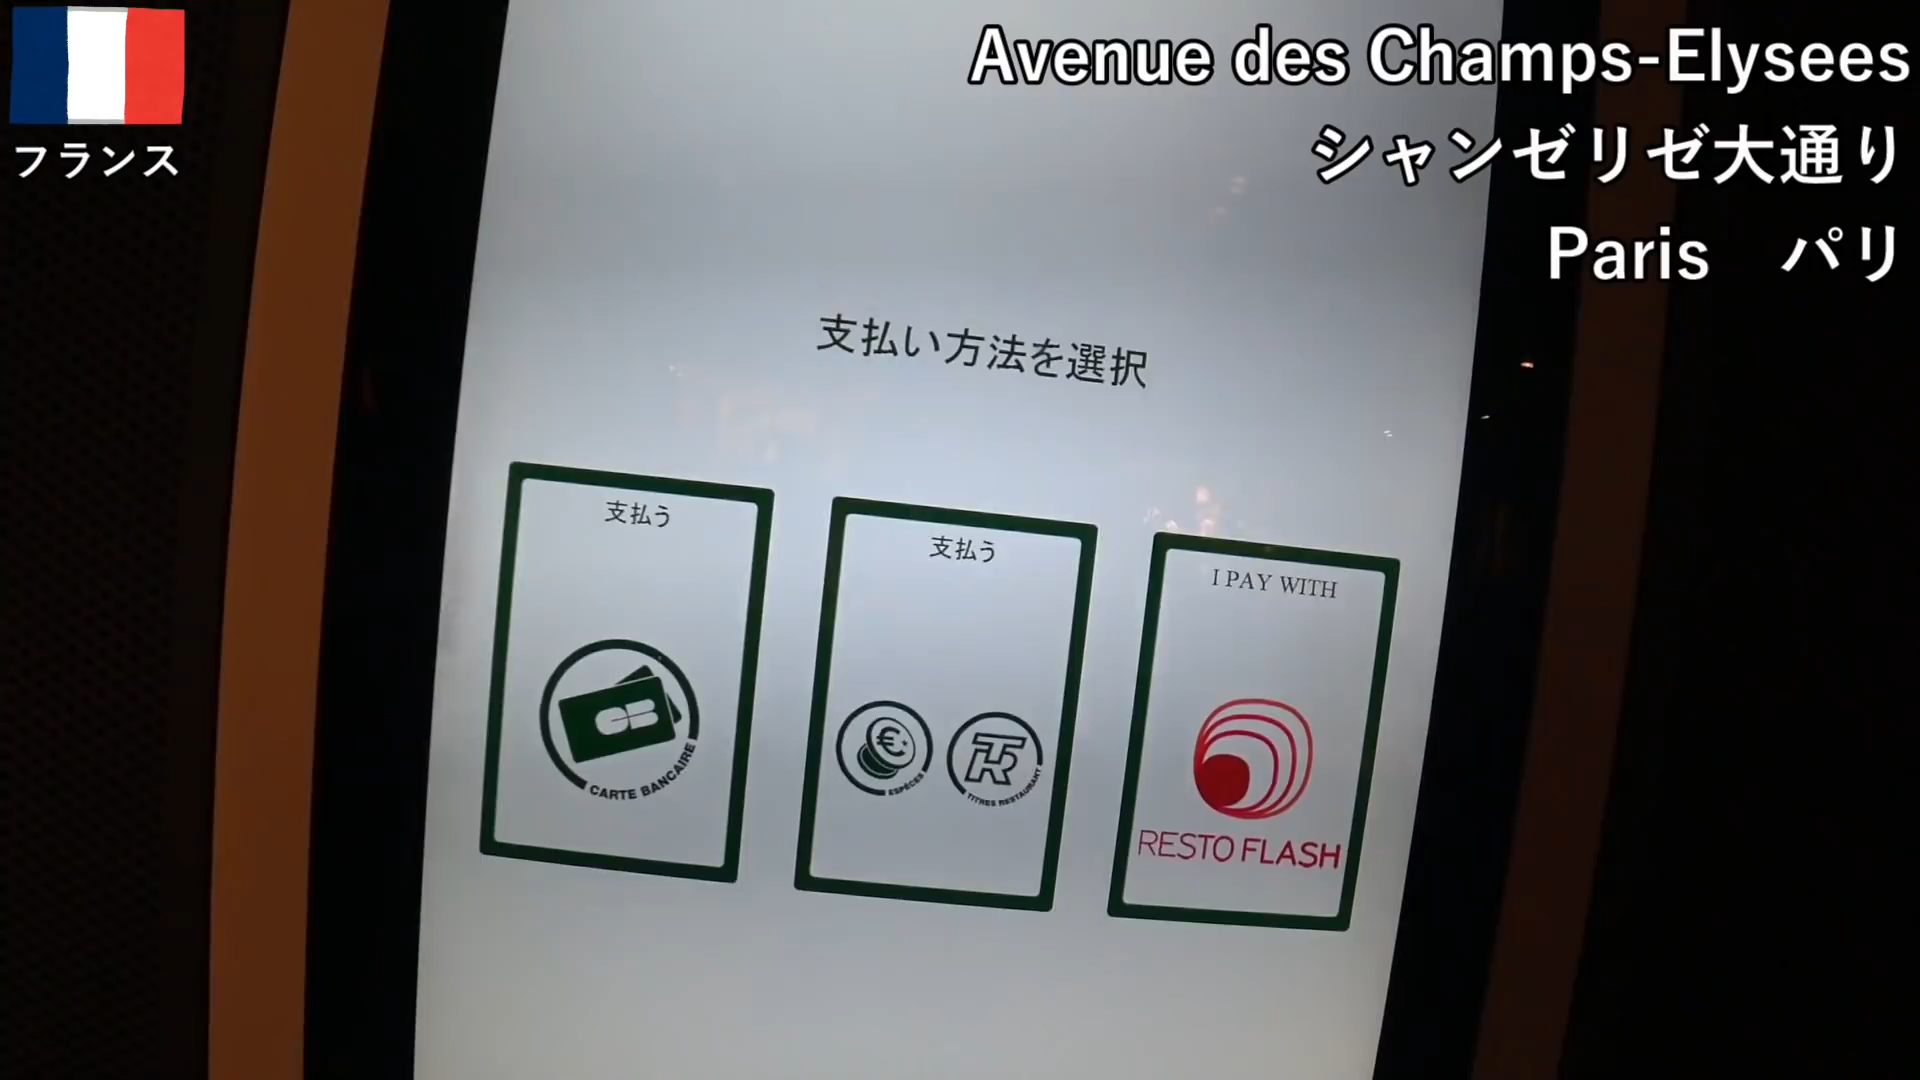 フランス
Avenue des Champs-Elysees
シャンゼリゼ大通り
Paris　パリ
支払い方法を選択
支払う
CB
CARTE BANCAIRE
支払う
€
ESPÈCES
TR
TITRES RESTAURANT
I PAY WITH
RESTO FLASH